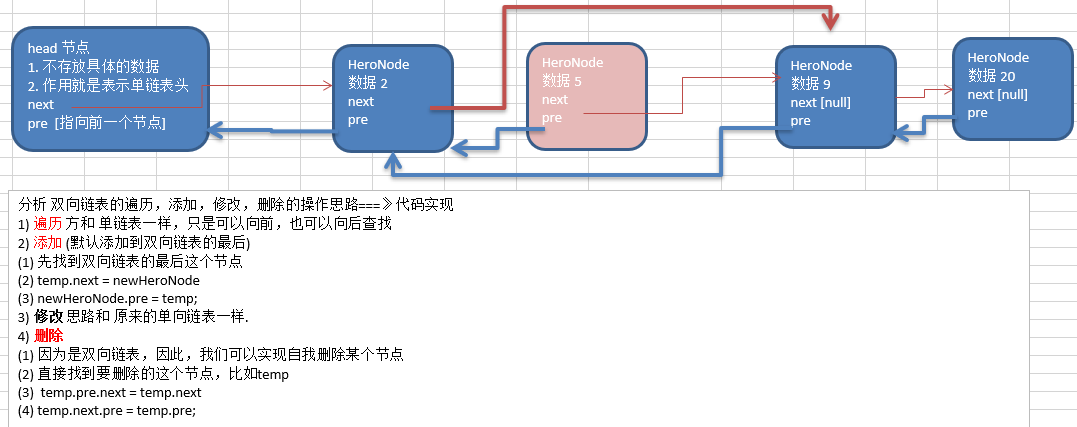 head 节点
1. 不存放具体的数据
2. 作用就是表示单链表头
next
pre [指向前一个节点]
HeroNode
数据 2
next
pre
HeroNode
数据 5
next
pre
HeroNode
数据 9
next [null]
pre
HeroNode
数据 20
next [null]
pre
分析 双向链表的遍历，添加，修改，删除的操作思路===》代码实现
1) 遍历 方和 单链表一样，只是可以向前，也可以向后查找
2) 添加 (默认添加到双向链表的最后)
(1) 先找到双向链表的最后这个节点
(2) temp.next = newHeroNode
(3) newHeroNode.pre = temp;
3) 修改 思路和 原来的单向链表一样.
4) 删除
(1) 因为是双向链表，因此，我们可以实现自我删除某个节点
(2) 直接找到要删除的这个节点，比如temp
(3) temp.pre.next = temp.next
(4) temp.next.pre = temp.pre;